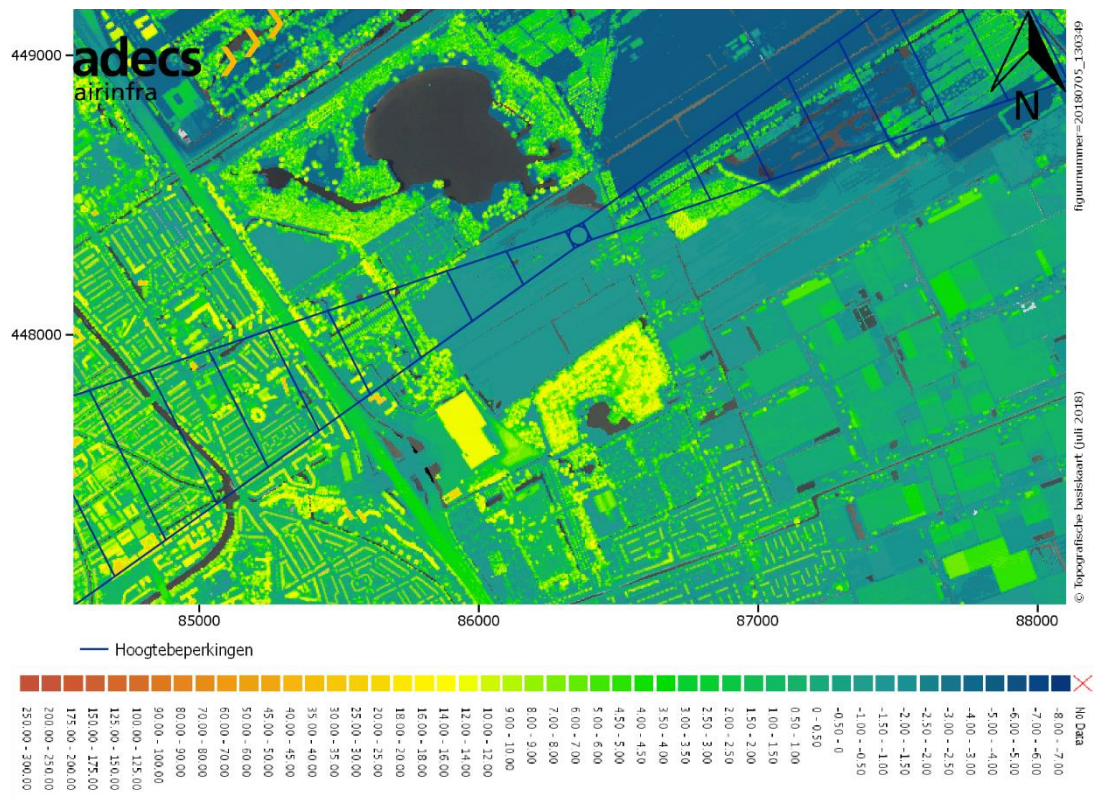 449000
adecs
airinfra
N
figuurnummer=20180705_130349
448000
© Topografische basiskaart (juli 2018)
85000
86000
87000
88000
Hoogtebeperkingen
250.00 - 300.00
200.00 - 250.00
175.00 - 200.00
150.00 - 175.00
125.00 - 150.00
100.00 - 125.00
90.00 - 100.00
80.00 - 90.00
70.00 - 80.00
60.00 - 70.00
50.00 - 60.00
45.00 - 50.00
40.00 - 45.00
35.00 - 40.00
30.00 - 35.00
25.00 - 30.00
20.00 - 25.00
18.00 - 20.00
16.00 - 18.00
14.00 - 16.00
12.00 - 14.00
10.00 - 12.00
9.00 - 10.00
8.00 - 9.00
7.00 - 8.00
6.00 - 7.00
5.00 - 6.00
4.50 - 5.00
4.00 - 4.50
3.50 - 4.00
3.00 - 3.50
2.50 - 3.00
2.00 - 2.50
1.50 - 2.00
1.00 - 1.50
0.50 - 1.00
0 - 0.50
-0.50 - 0
-1.00 - -0.50
-1.50 - -1.00
-2.00 - -1.50
-2.50 - -2.00
-3.00 - -2.50
-4.00 - -3.00
-5.00 - -4.00
-6.00 - -5.00
-7.00 - -6.00
-8.00 - -7.00
No Data